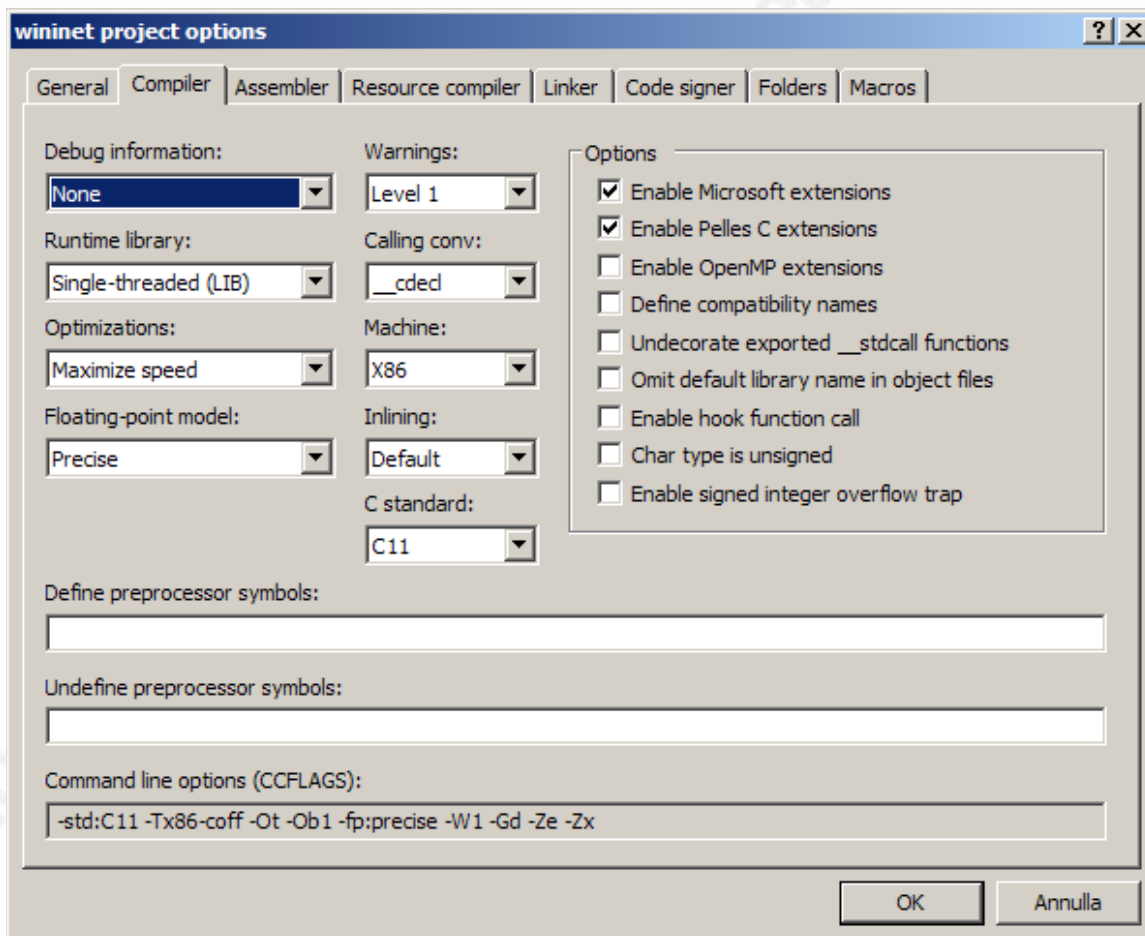 wininet project options
General Compiler Assembler Resource compiler Linker Code signer Folders Macros
Debug information:
None
Runtime library:
Single-threaded (LIB)
Optimizations:
Maximize speed
Floating-point model:
Precise
Warnings:
Level 1
Calling conv:
__cdecl
Machine:
X86
Inlining:
Default
C standard:
C11
Options
Enable Microsoft extensions
Enable Pelles C extensions
Enable OpenMP extensions
Define compatibility names
Undecorate exported __stdcall functions
Omit default library name in object files
Enable hook function call
Char type is unsigned
Enable signed integer overflow trap
Define preprocessor symbols:
Undefine preprocessor symbols:
Command line options (CCFLAGS):
-std:C11 -Tx86-coff -Ot -Ob1 -fp:precise -W1 -Gd -Ze -Zx
OK Annulla